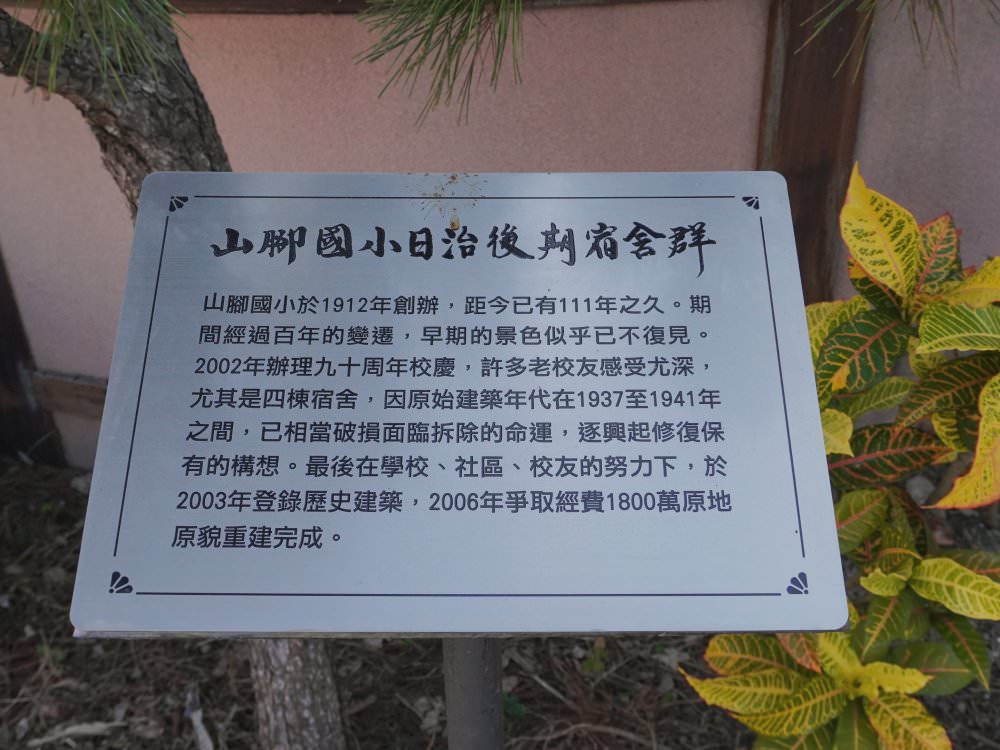 山腳國小日治後期宿舍群
山腳國小於1912年創辦，距今已有111年之久。期
間經過百年的變遷，早期的景色似乎已不復見。
2002年辦理九十周年校慶，許多老校友感受尤深，
尤其是四棟宿舍，因原始建築年代在1937至1941年
之間，已相當破損面臨拆除的命運，逐興起修復保
有的構想。最後在學校、社區、校友的努力下，於
2003年登錄歷史建築，2006年爭取經費1800萬原地
原貌重建完成。